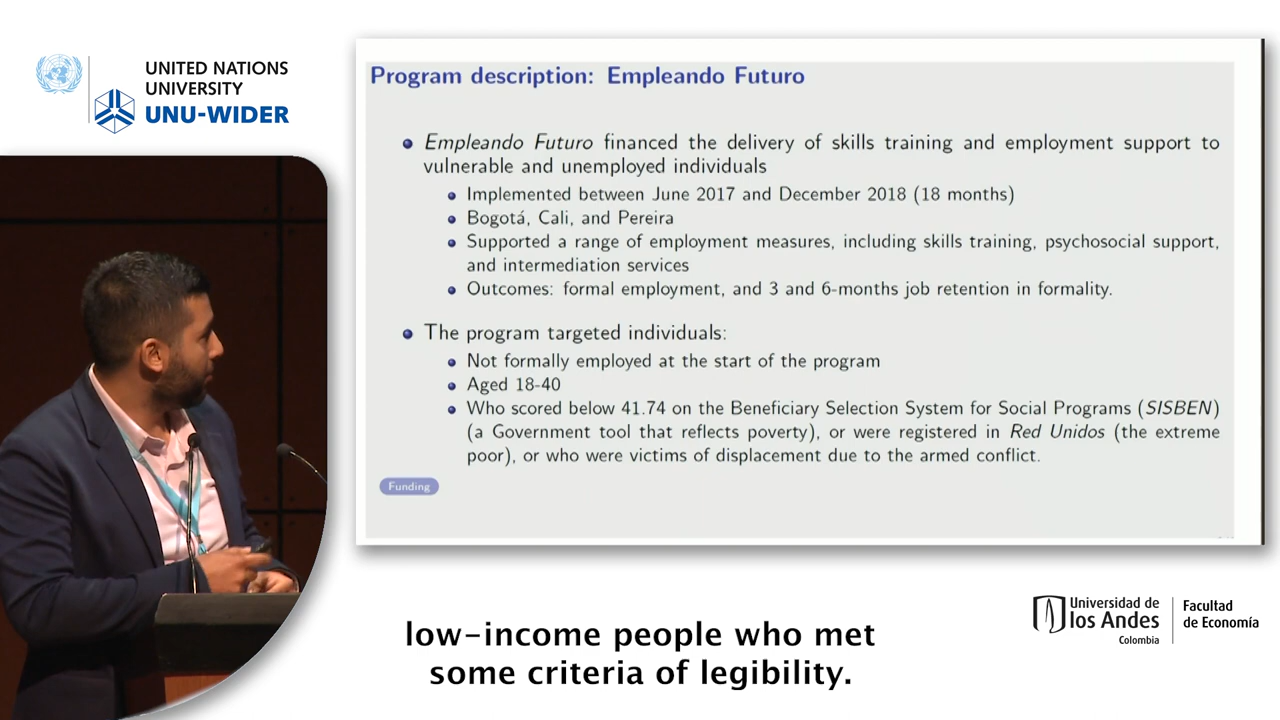 UNITED NATIONS
UNIVERSITY
UNU-WIDER
Program description: Empleando Futuro
Empleando Futuro financed the delivery of skills training and employment support to
vulnerable and unemployed individuals
Implemented between June 2017 and December 2018 (18 months)
Bogotá, Cali, and Pereira
Supported a range of employment measures, including skills training, psychosocial support,
and intermediation services
Outcomes: formal employment, and 3 and 6-months job retention in formality.
The program targeted individuals:
Not formally employed at the start of the program
Aged 18-40
Who scored below 41.74 on the Beneficiary Selection System for Social Programs (SISBEN)
(a Government tool that reflects poverty), or were registered in Red Unidos (the extreme
poor), or who were victims of displacement due to the armed conflict.
Funding
low-income people who met
some criteria of legibility.
Universidad de
los Andes
Colombia
Facultad
de Economía